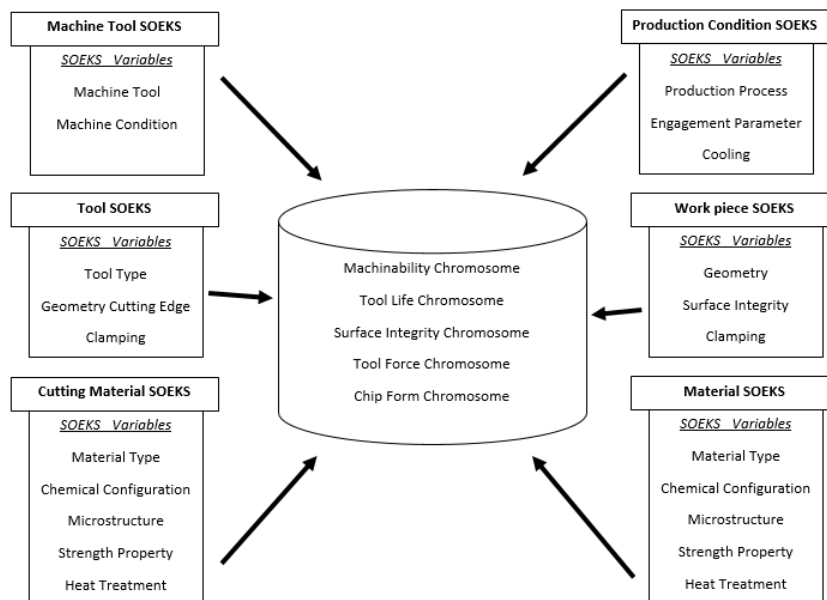 Machine Tool SOEKS
SOEKS Variables
Machine Tool
Machine Condition
Production Condition SOEKS
SOEKS Variables
Production Process
Engagement Parameter
Cooling
Tool SOEKS
SOEKS Variables
Tool Type
Geometry Cutting Edge
Clamping
Machinability Chromosome
Tool Life Chromosome
Surface Integrity Chromosome
Tool Force Chromosome
Chip Form Chromosome
Work piece SOEKS
SOEKS Variables
Geometry
Surface Integrity
Clamping
Cutting Material SOEKS
SOEKS Variables
Material Type
Chemical Configuration
Microstructure
Strength Property
Heat Treatment
Material SOEKS
SOEKS Variables
Material Type
Chemical Configuration
Microstructure
Strength Property
Heat Treatment